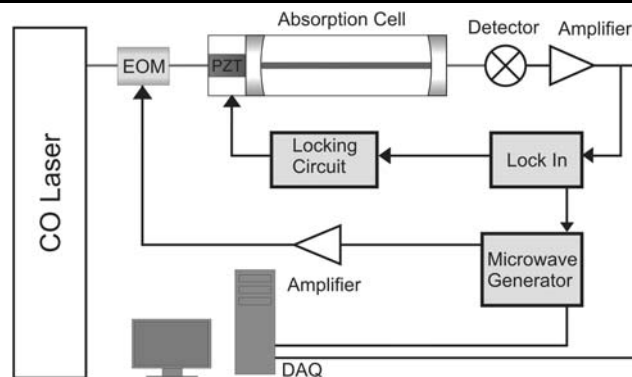 Absorption Cell
Detector
Amplifier
EOM
PZT
CO Laser
Locking
Circuit
Lock In
Microwave
Generator
Amplifier
DAQ